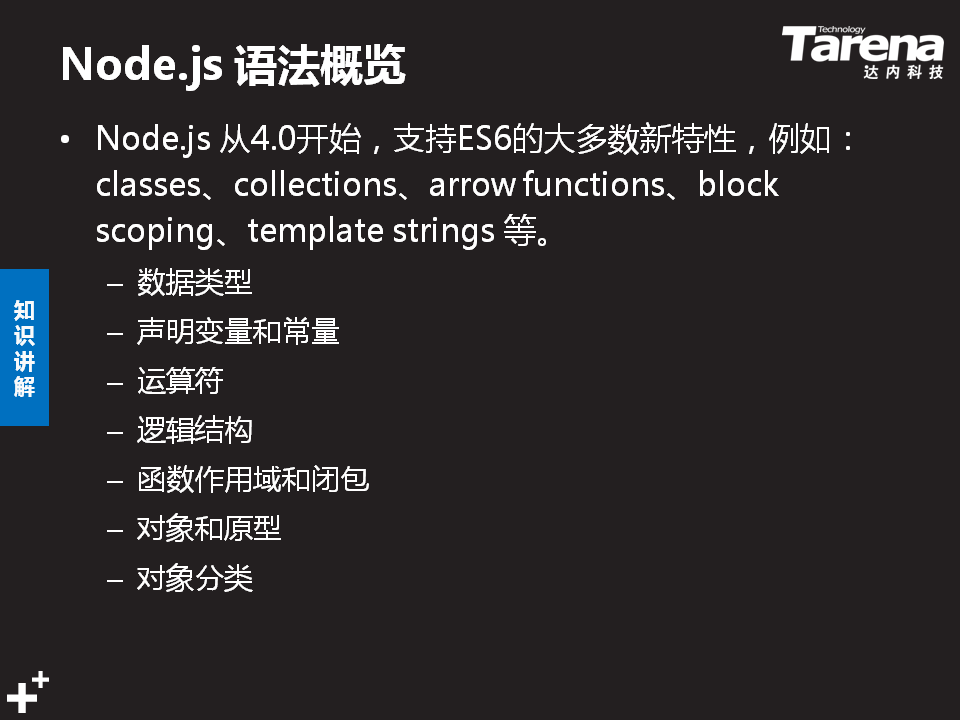 Technology
Tarena
达内科技
Node.js 语法概览
• Node.js 从4.0开始，支持ES6的大多数新特性，例如：
classes、collections、arrow functions、block
scoping、template strings 等。
– 数据类型
– 声明变量和常量
– 运算符
– 逻辑结构
– 函数作用域和闭包
– 对象和原型
– 对象分类
知识讲解